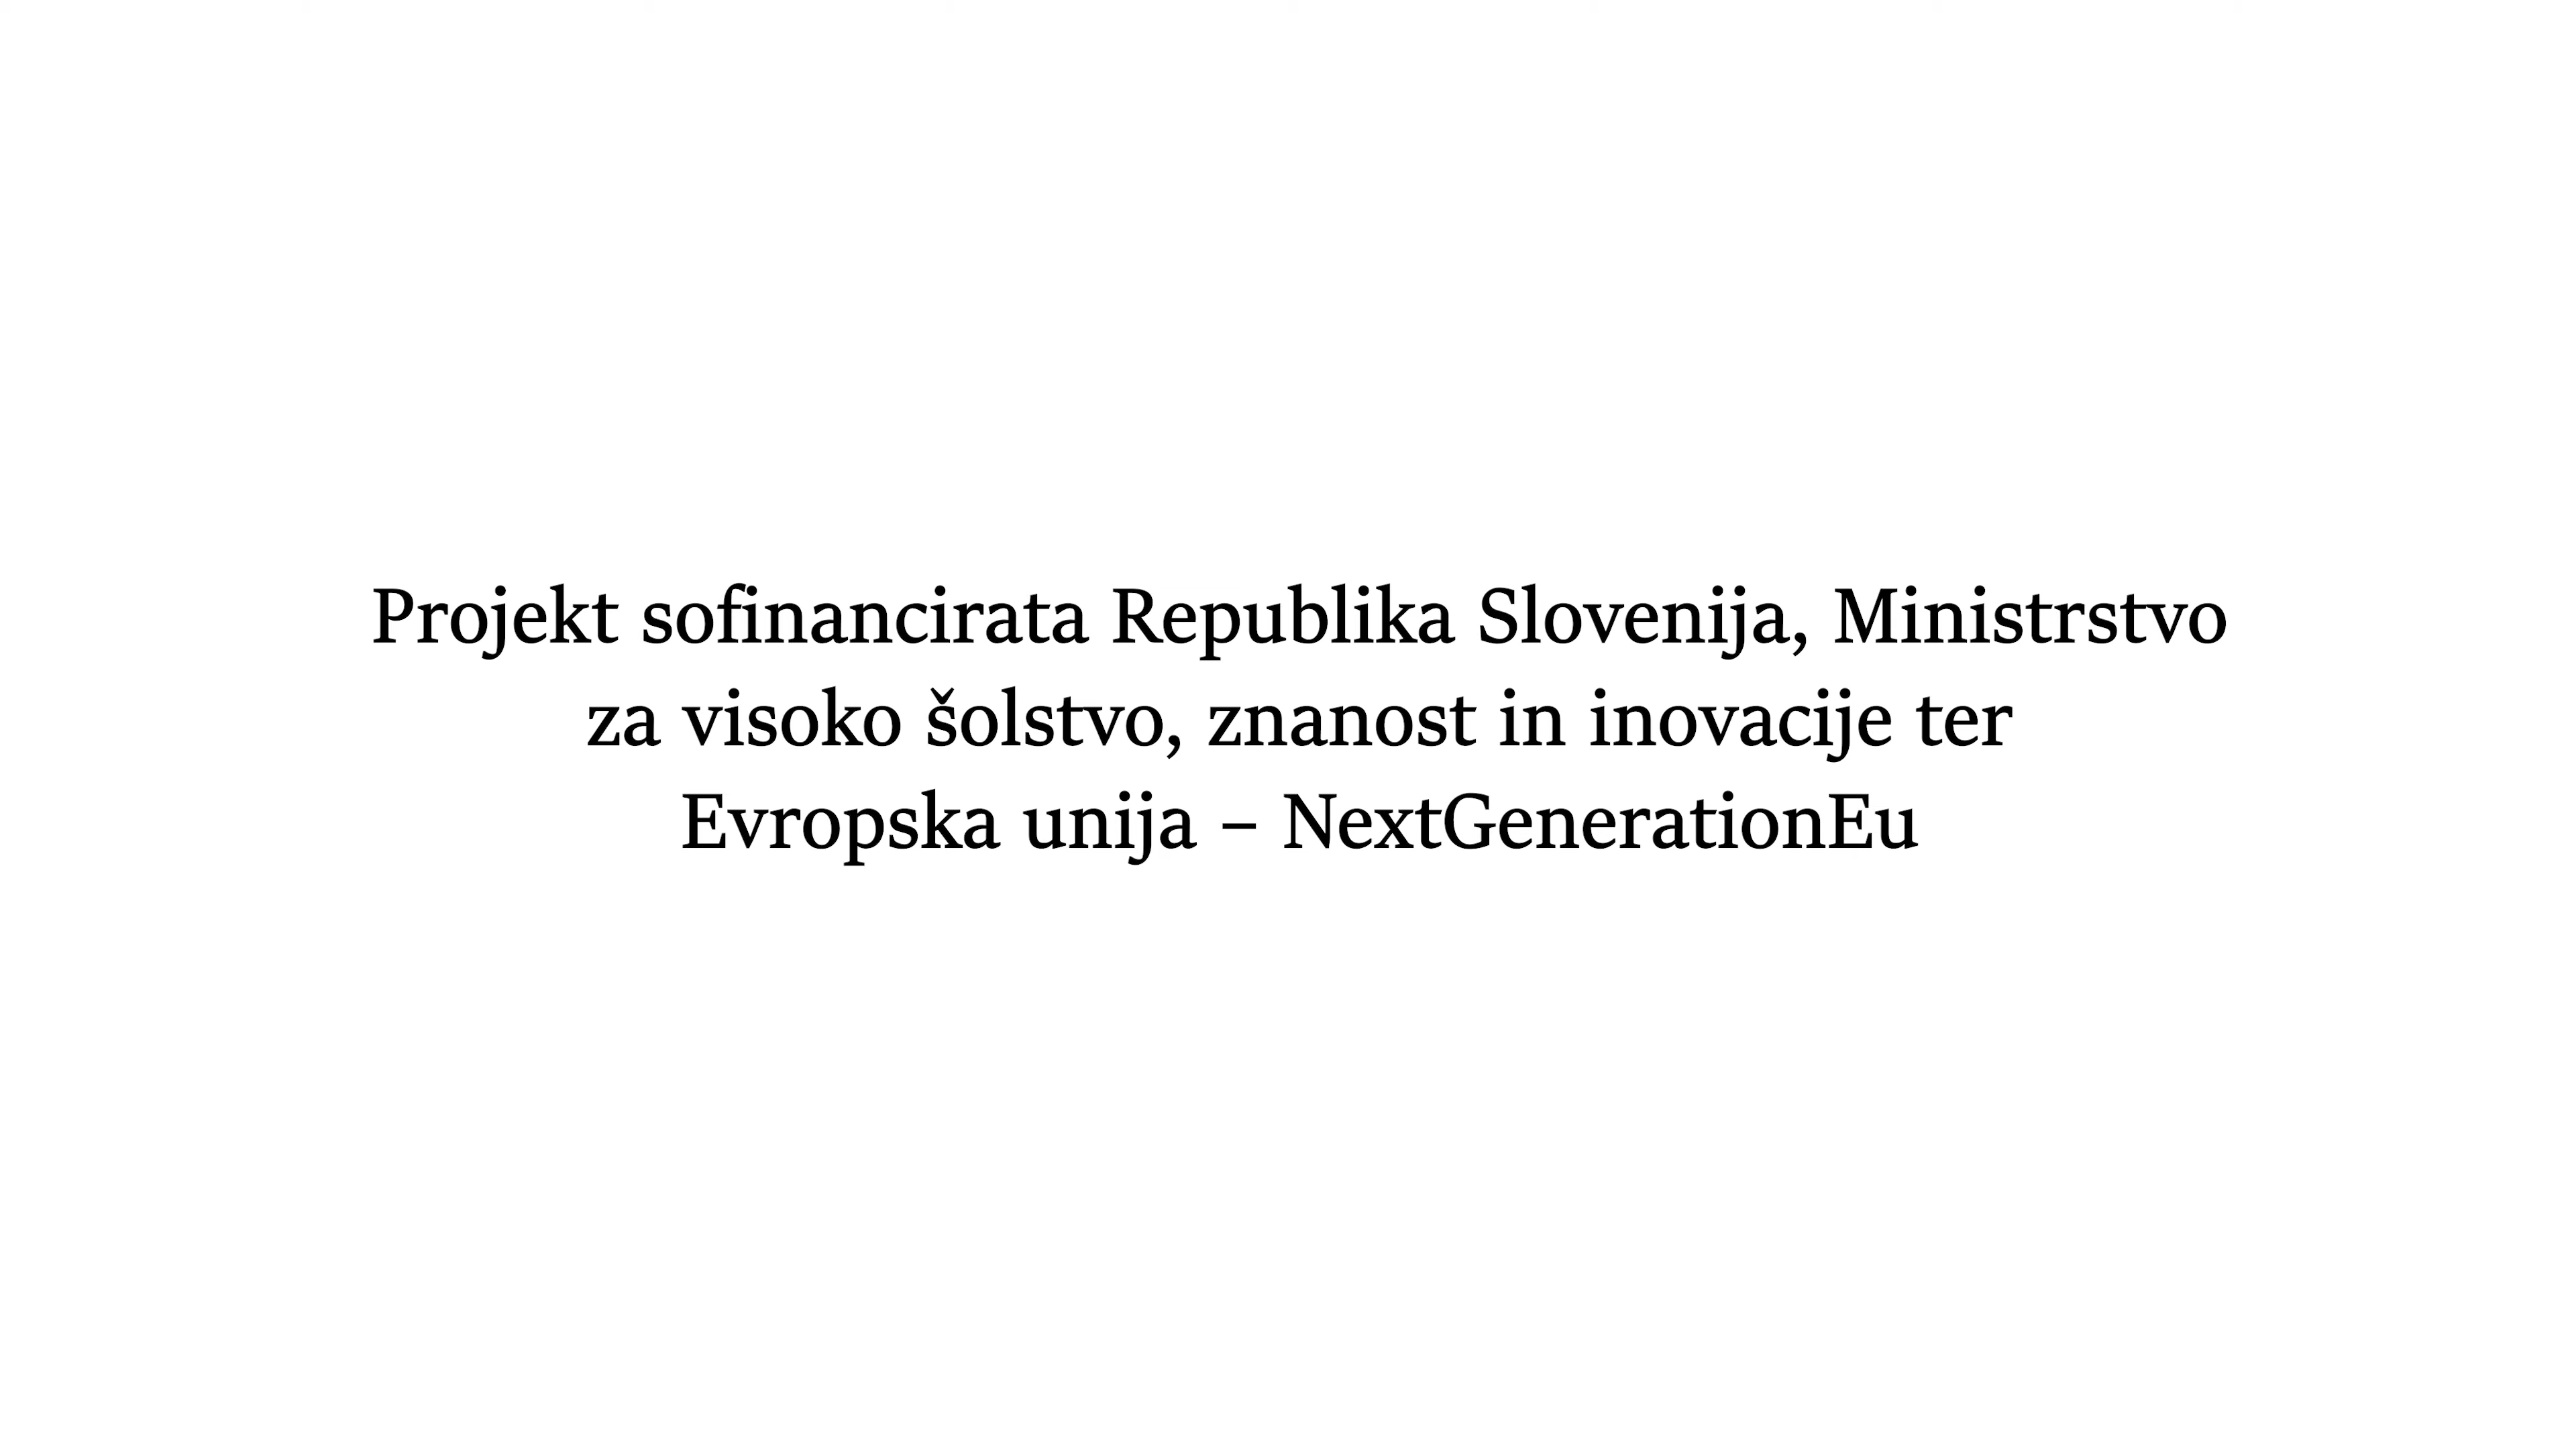 Projekt sofinancirata Republika Slovenija, Ministrstvo
za visoko šolstvo, znanost in inovacije ter
Evropska unija – NextGenerationEu